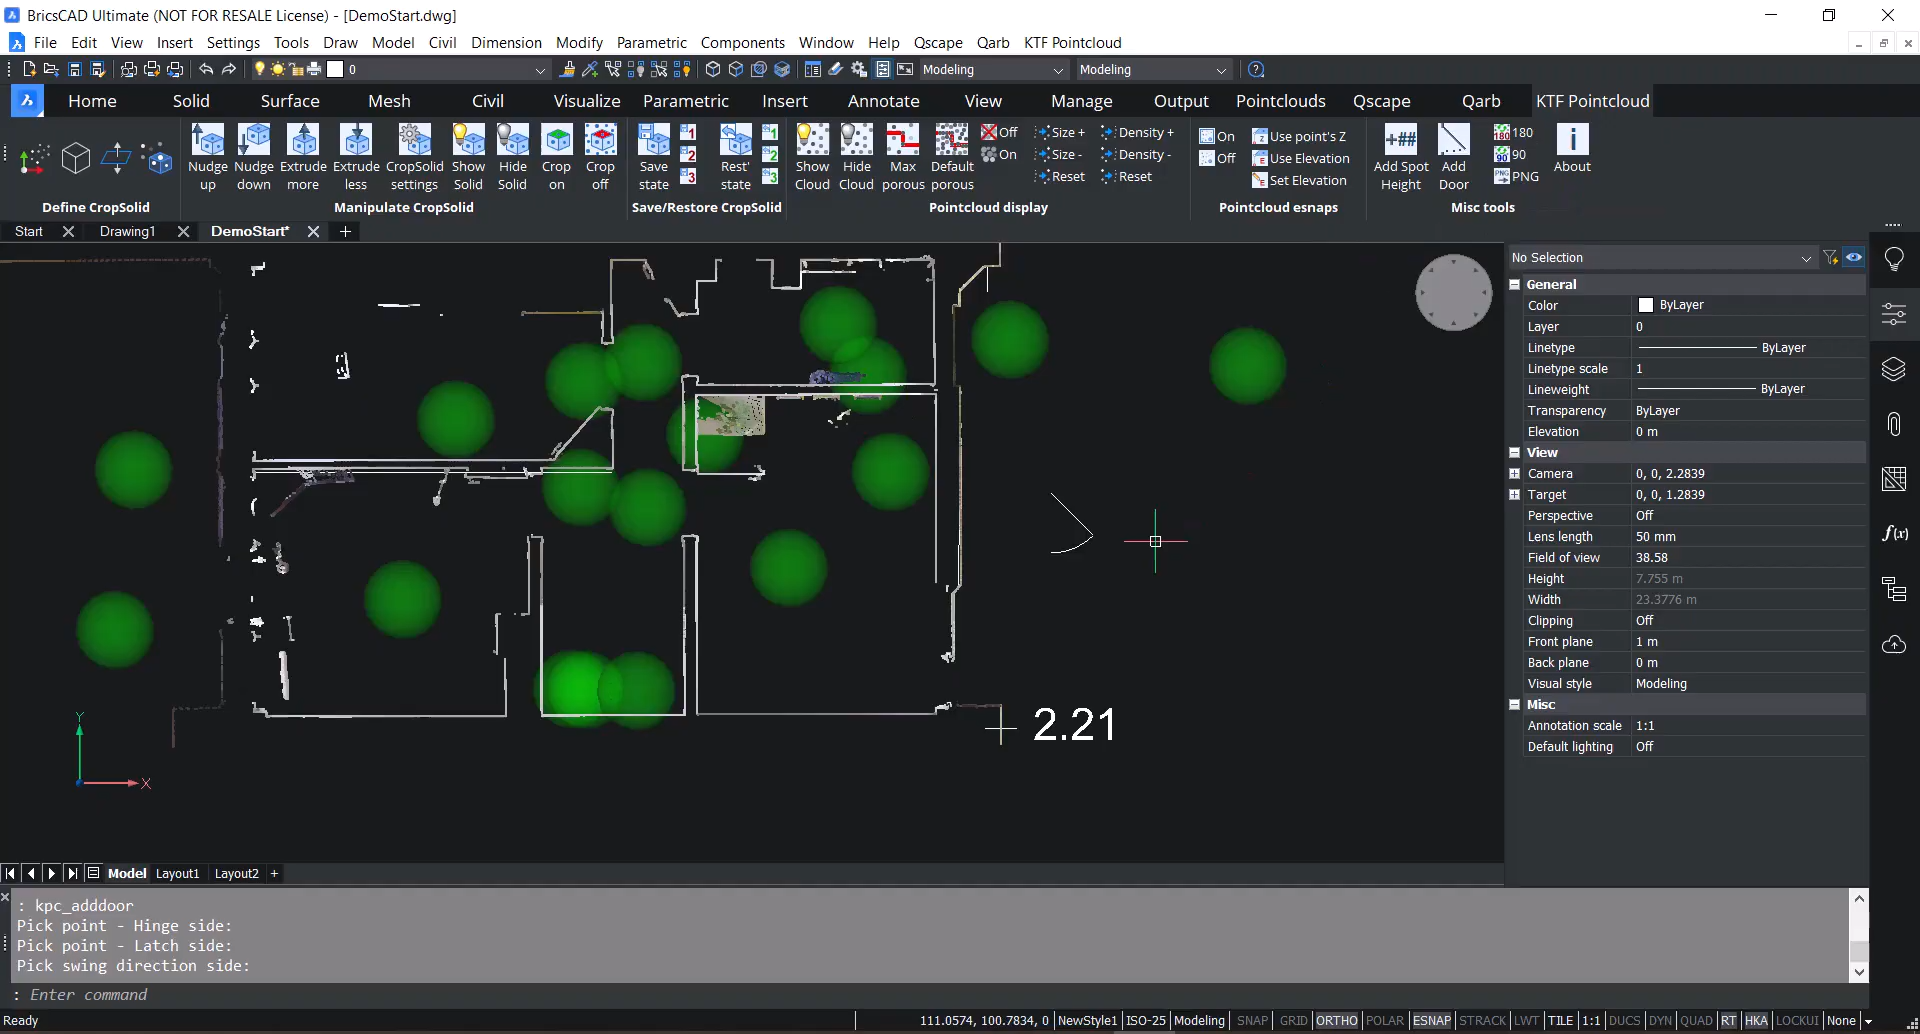 BricsCAD Ultimate (NOT FOR RESALE License) - [DemoStart.dwg]
File Edit View Insert Settings Tools Draw Model Civil Dimension Modify Parametric Components Window Help Qscape Qarb KTF Pointcloud
0 Modeling Modeling
Home Solid Surface Mesh Civil Visualize Parametric Insert Annotate View Manage Output Pointclouds Qscape Qarb KTF Pointcloud
Nudge up
Nudge down
Extrude more
Extrude less
CropSolid settings
Show Solid
Hide Solid
Crop on
Crop off
Save state
1
2
3
Rest' state
1
2
3
Show Cloud
Hide Cloud
Max porous
Default porous
Off
On
Size +
Size -
Reset
Density +
Density -
Reset
On
Off
Use point's Z
Use Elevation
Set Elevation
+##
Add Spot Height
Add Door
180 180
90 90
PNG PNG
About
Define CropSolid Manipulate CropSolid Save/Restore CropSolid Pointcloud display Pointcloud esnaps Misc tools
Start Drawing1 DemoStart*
2.21
Y
X
No Selection
General
Color ByLayer
Layer 0
Linetype ByLayer
Linetype scale 1
Lineweight ByLayer
Transparency ByLayer
Elevation 0 m
View
Camera 0, 0, 2.2839
Target 0, 0, 1.2839
Perspective Off
Lens length 50 mm
Field of view 38.58
Height 7.755 m
Width 23.3776 m
Clipping Off
Front plane 1 m
Back plane 0 m
Visual style Modeling
Misc
Annotation scale 1:1
Default lighting Off
f(x)
Model Layout1 Layout2 +
: kpc_adddoor
Pick point - Hinge side:
Pick point - Latch side:
Pick swing direction side:
: Enter command
Ready 111.0574, 100.7834, 0 NewStyle1 ISO-25 Modeling SNAP GRID ORTHO POLAR ESNAP STRACK LWT TILE 1:1 DUCS DYN QUAD RT HKA LOCKUI None